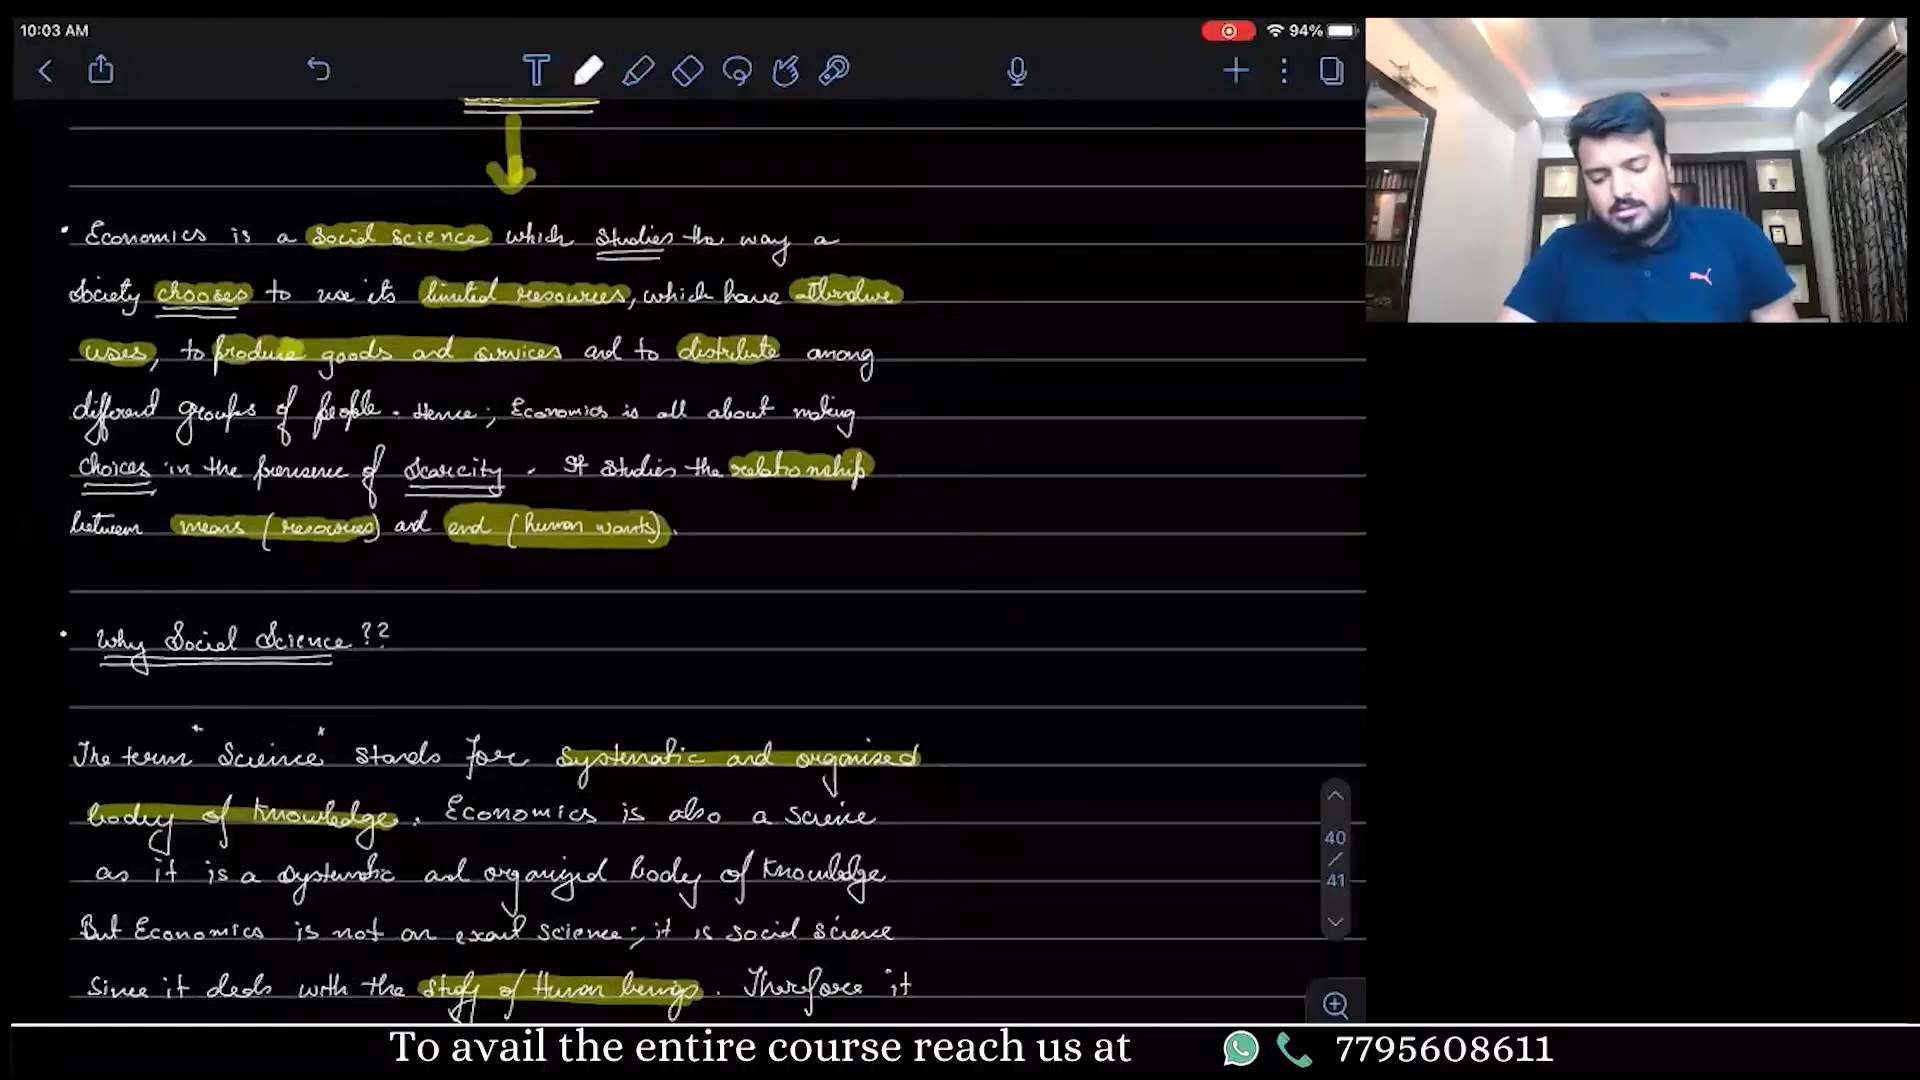 10:03 AM
94%
• Economics is a social science which studies the way a
society chooses to use its limited resources, which have alternative
uses, to produce goods and services and to distribute among
different groups of people. Hence; Economics is all about making
choices in the presence of scarcity. It studies the relationship
between means (resources) and end (human wants).
• Why Social Science??
The term "Science" stands for systematic and organised
body of knowledge. Economics is also a science
as it is a systematic and organized body of knowledge
But Economics is not an exact science; it is social science
since it deals with the study of Human beings. Therefore it
40
/
41
To avail the entire course reach us at 7795608611